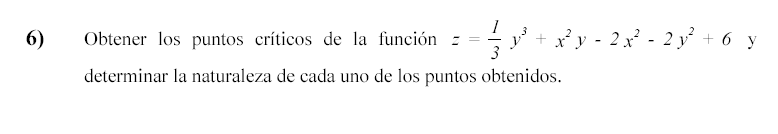 6) Obtener los puntos críticos de la función z = 1/3 y³ + x² y - 2 x² - 2 y² + 6 y
determinar la naturaleza de cada uno de los puntos obtenidos.